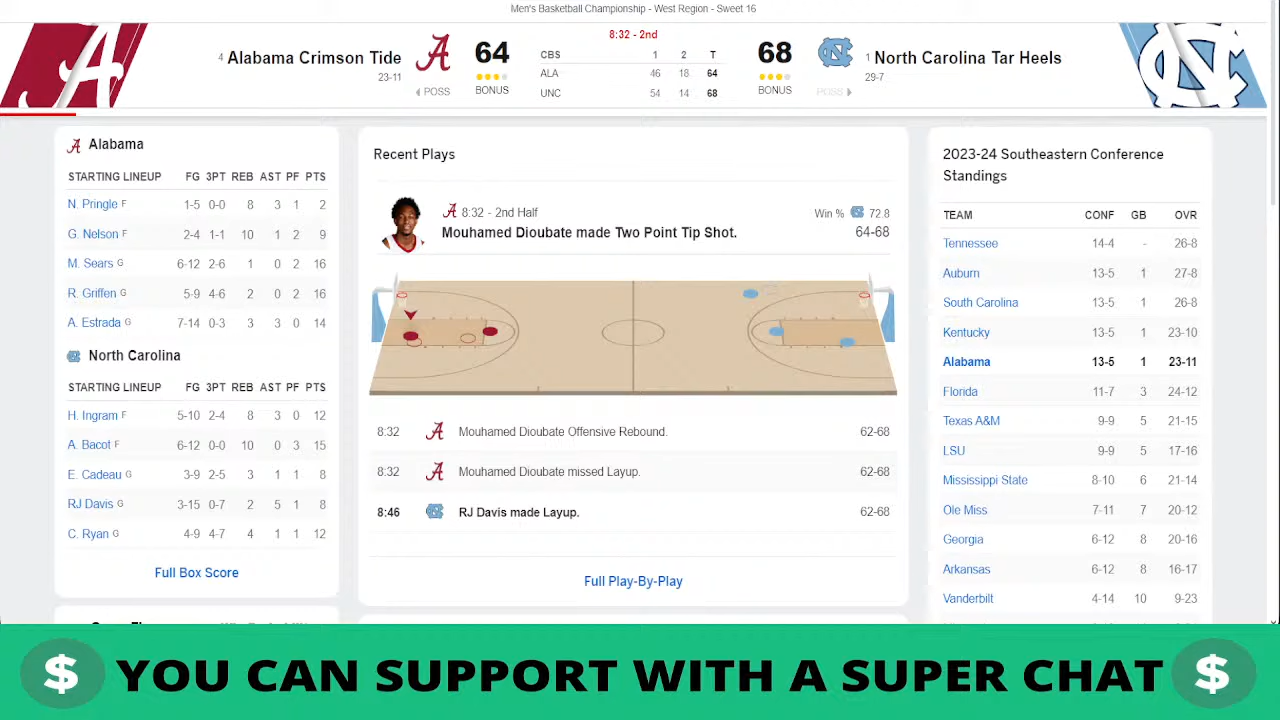 Men's Basketball Championship - West Region - Sweet 16
4 Alabama Crimson Tide
23-11
POSS
64
BONUS
8:32 - 2nd
CBS 1 2 T
ALA 46 18 64
UNC 54 14 68
68
BONUS
1 North Carolina Tar Heels
29-7
POSS
Alabama
STARTING LINEUP FG 3PT REB AST PF PTS
N. Pringle F 1-5 0-0 8 3 1 2
G. Nelson F 2-4 1-1 10 1 2 9
M. Sears G 6-12 2-6 1 0 2 16
R. Griffen G 5-9 4-6 2 0 2 16
A. Estrada G 7-14 0-3 3 3 0 14
North Carolina
STARTING LINEUP FG 3PT REB AST PF PTS
H. Ingram F 5-10 2-4 8 3 0 12
A. Bacot F 6-12 0-0 10 0 3 15
E. Cadeau G 3-9 2-5 3 1 1 8
RJ Davis G 3-15 0-7 2 5 1 8
C. Ryan G 4-9 4-7 4 1 1 12
Full Box Score
Recent Plays
8:32 - 2nd Half
Mouhamed Dioubate made Two Point Tip Shot.
Win % 72.8
64-68
8:32 Mouhamed Dioubate Offensive Rebound. 62-68
8:32 Mouhamed Dioubate missed Layup. 62-68
8:46 RJ Davis made Layup. 62-68
Full Play-By-Play
2023-24 Southeastern Conference
Standings
TEAM CONF GB OVR
Tennessee 14-4 - 26-8
Auburn 13-5 1 27-8
South Carolina 13-5 1 26-8
Kentucky 13-5 1 23-10
Alabama 13-5 1 23-11
Florida 11-7 3 24-12
Texas A&M 9-9 5 21-15
LSU 9-9 5 17-16
Mississippi State 8-10 6 21-14
Ole Miss 7-11 7 20-12
Georgia 6-12 8 20-16
Arkansas 6-12 8 16-17
Vanderbilt 4-14 10 9-23
$ YOU CAN SUPPORT WITH A SUPER CHAT $